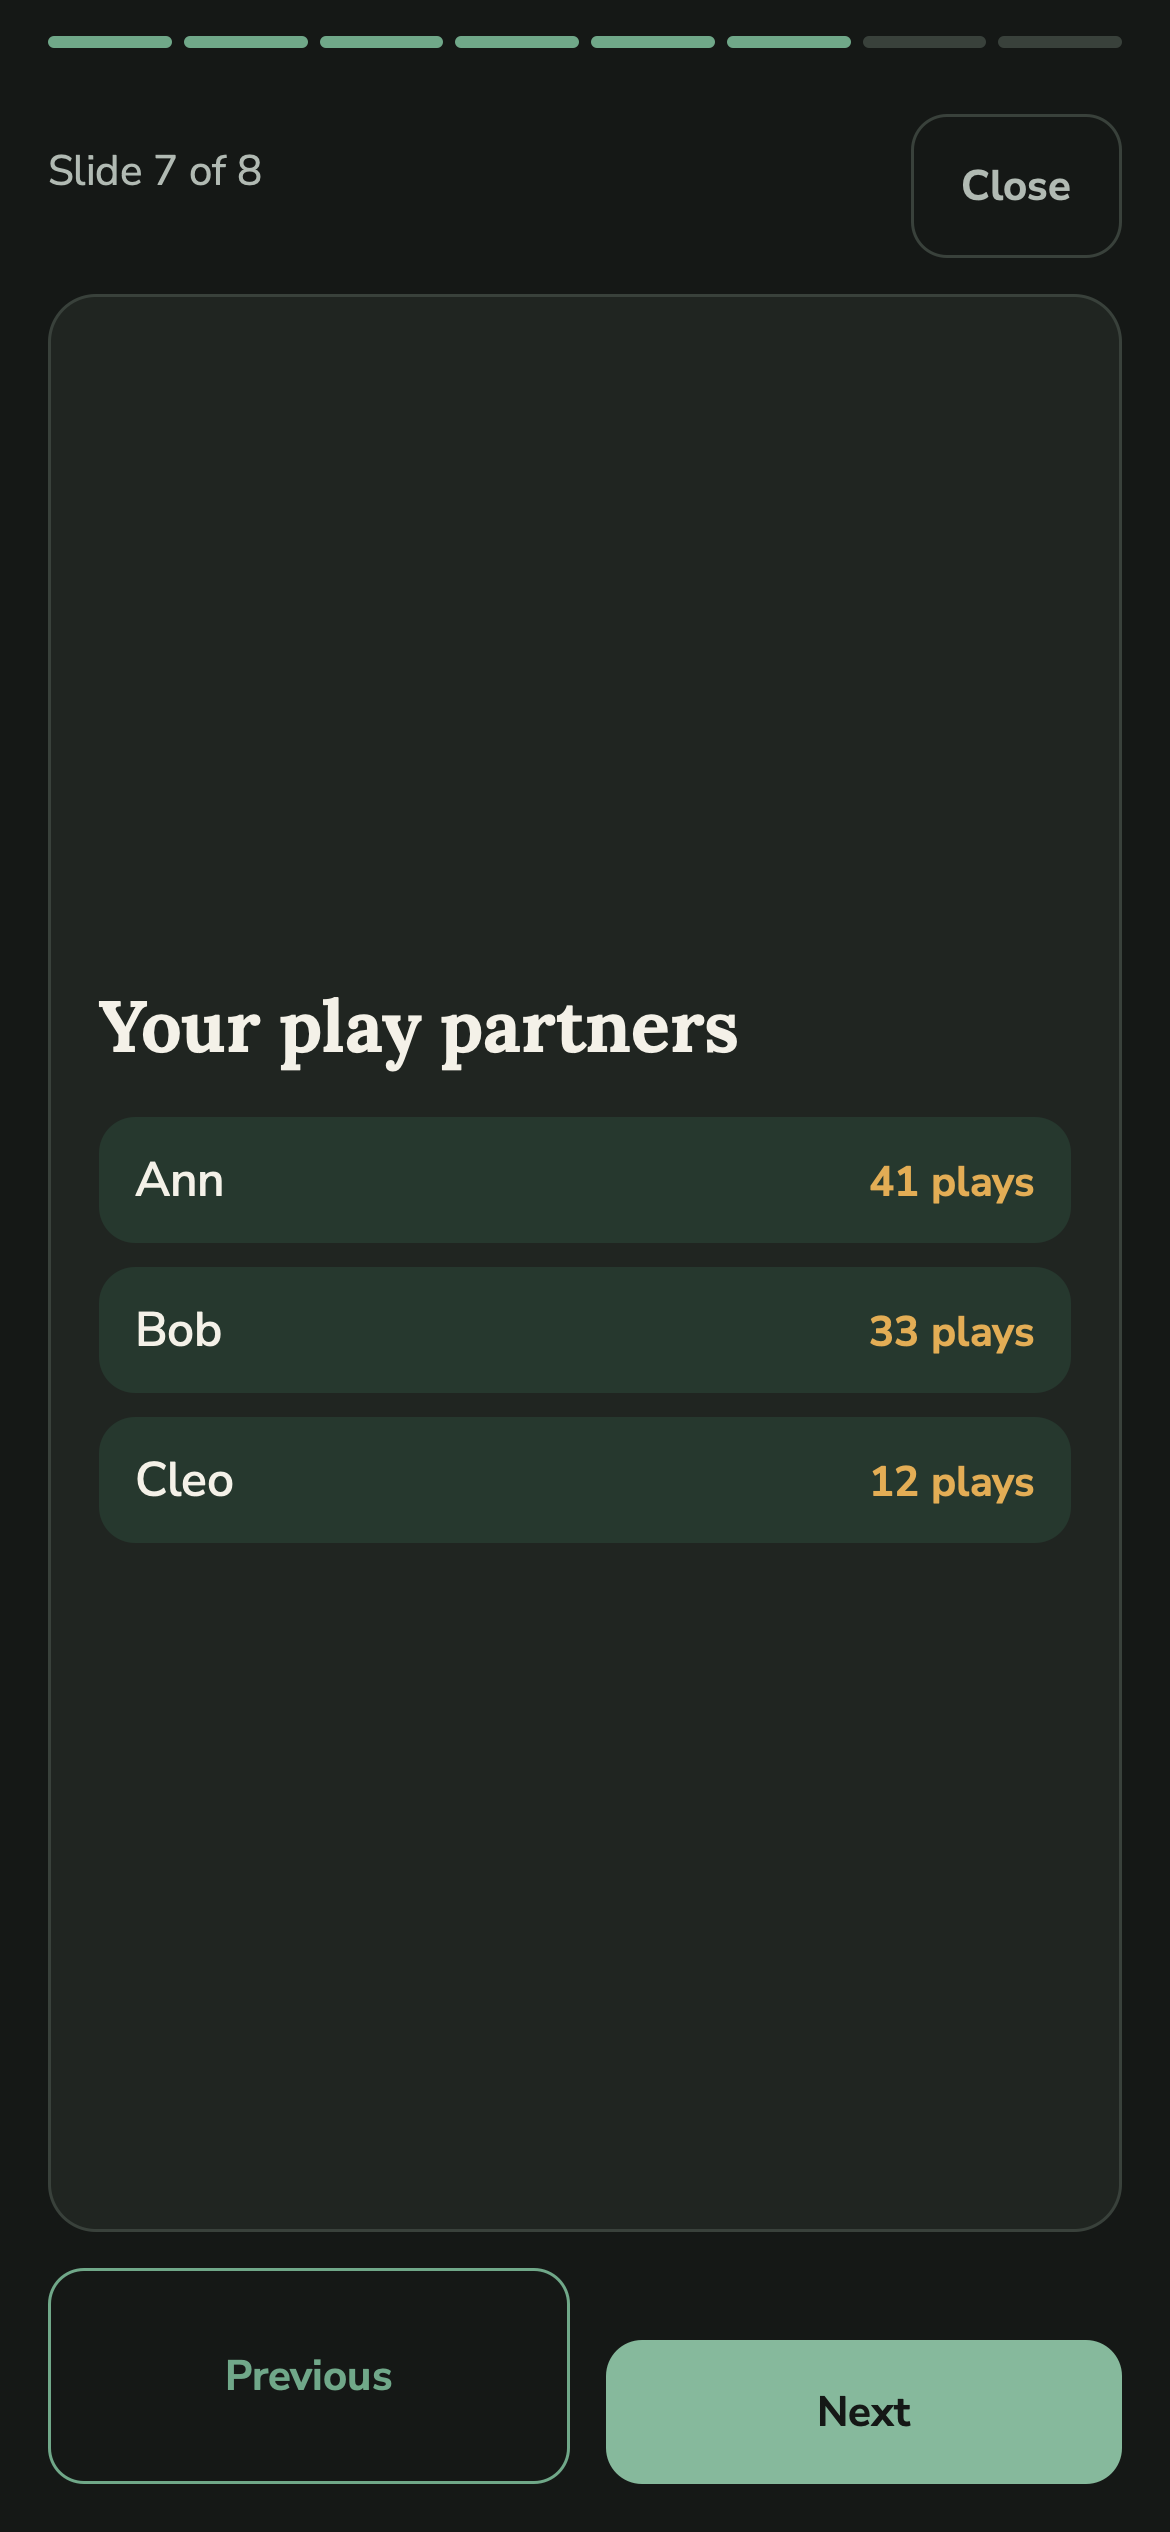 Slide 7 of 8
Close
Your play partners
Ann 41 plays
Bob 33 plays
Cleo 12 plays
Previous
Next